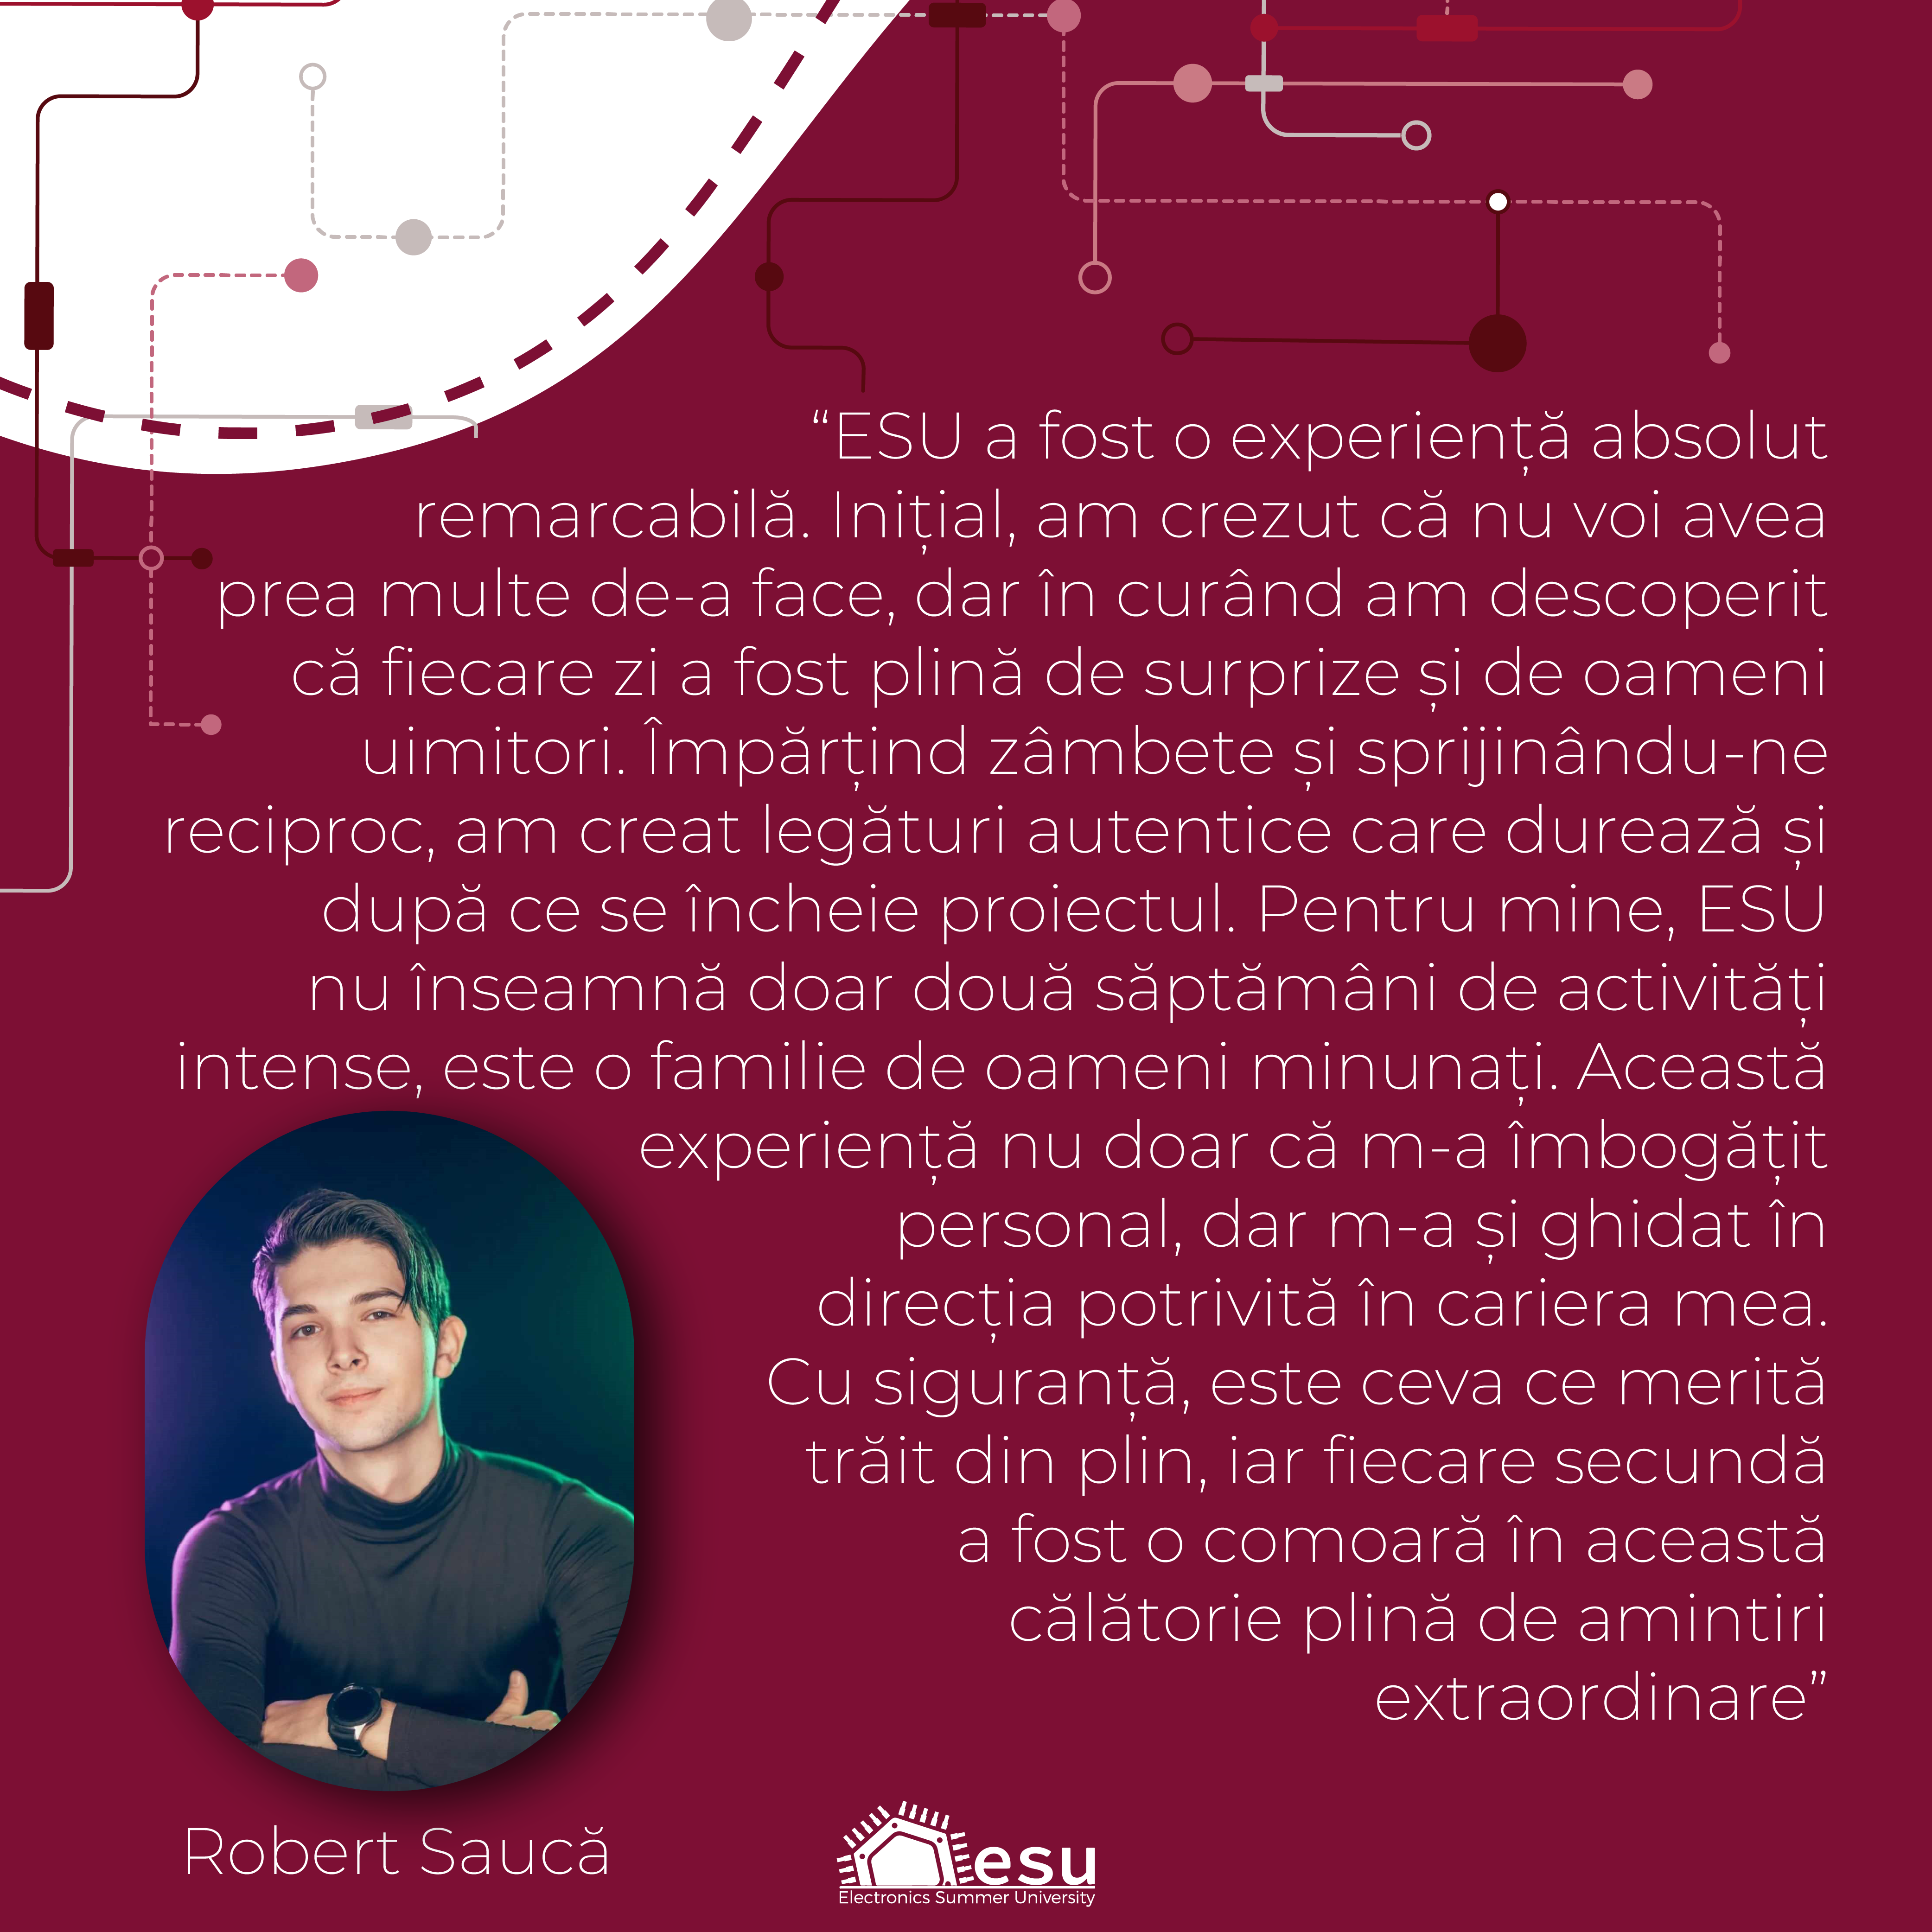 “ESU a fost o experiență absolut
remarcabilă. Inițial, am crezut că nu voi avea
prea multe de-a face, dar în curând am descoperit
că fiecare zi a fost plină de surprize și de oameni
uimitori. Împărțind zâmbete și sprijinându-ne
reciproc, am creat legături autentice care durează și
după ce se încheie proiectul. Pentru mine, ESU
nu înseamnă doar două săptămâni de activități
intense, este o familie de oameni minunați. Această
experiență nu doar că m-a îmbogățit
personal, dar m-a și ghidat în
direcția potrivită în cariera mea.
Cu siguranță, este ceva ce merită
trăit din plin, iar fiecare secundă
a fost o comoară în această
călătorie plină de amintiri
extraordinare”
Robert Saucă
esu
Electronics Summer University